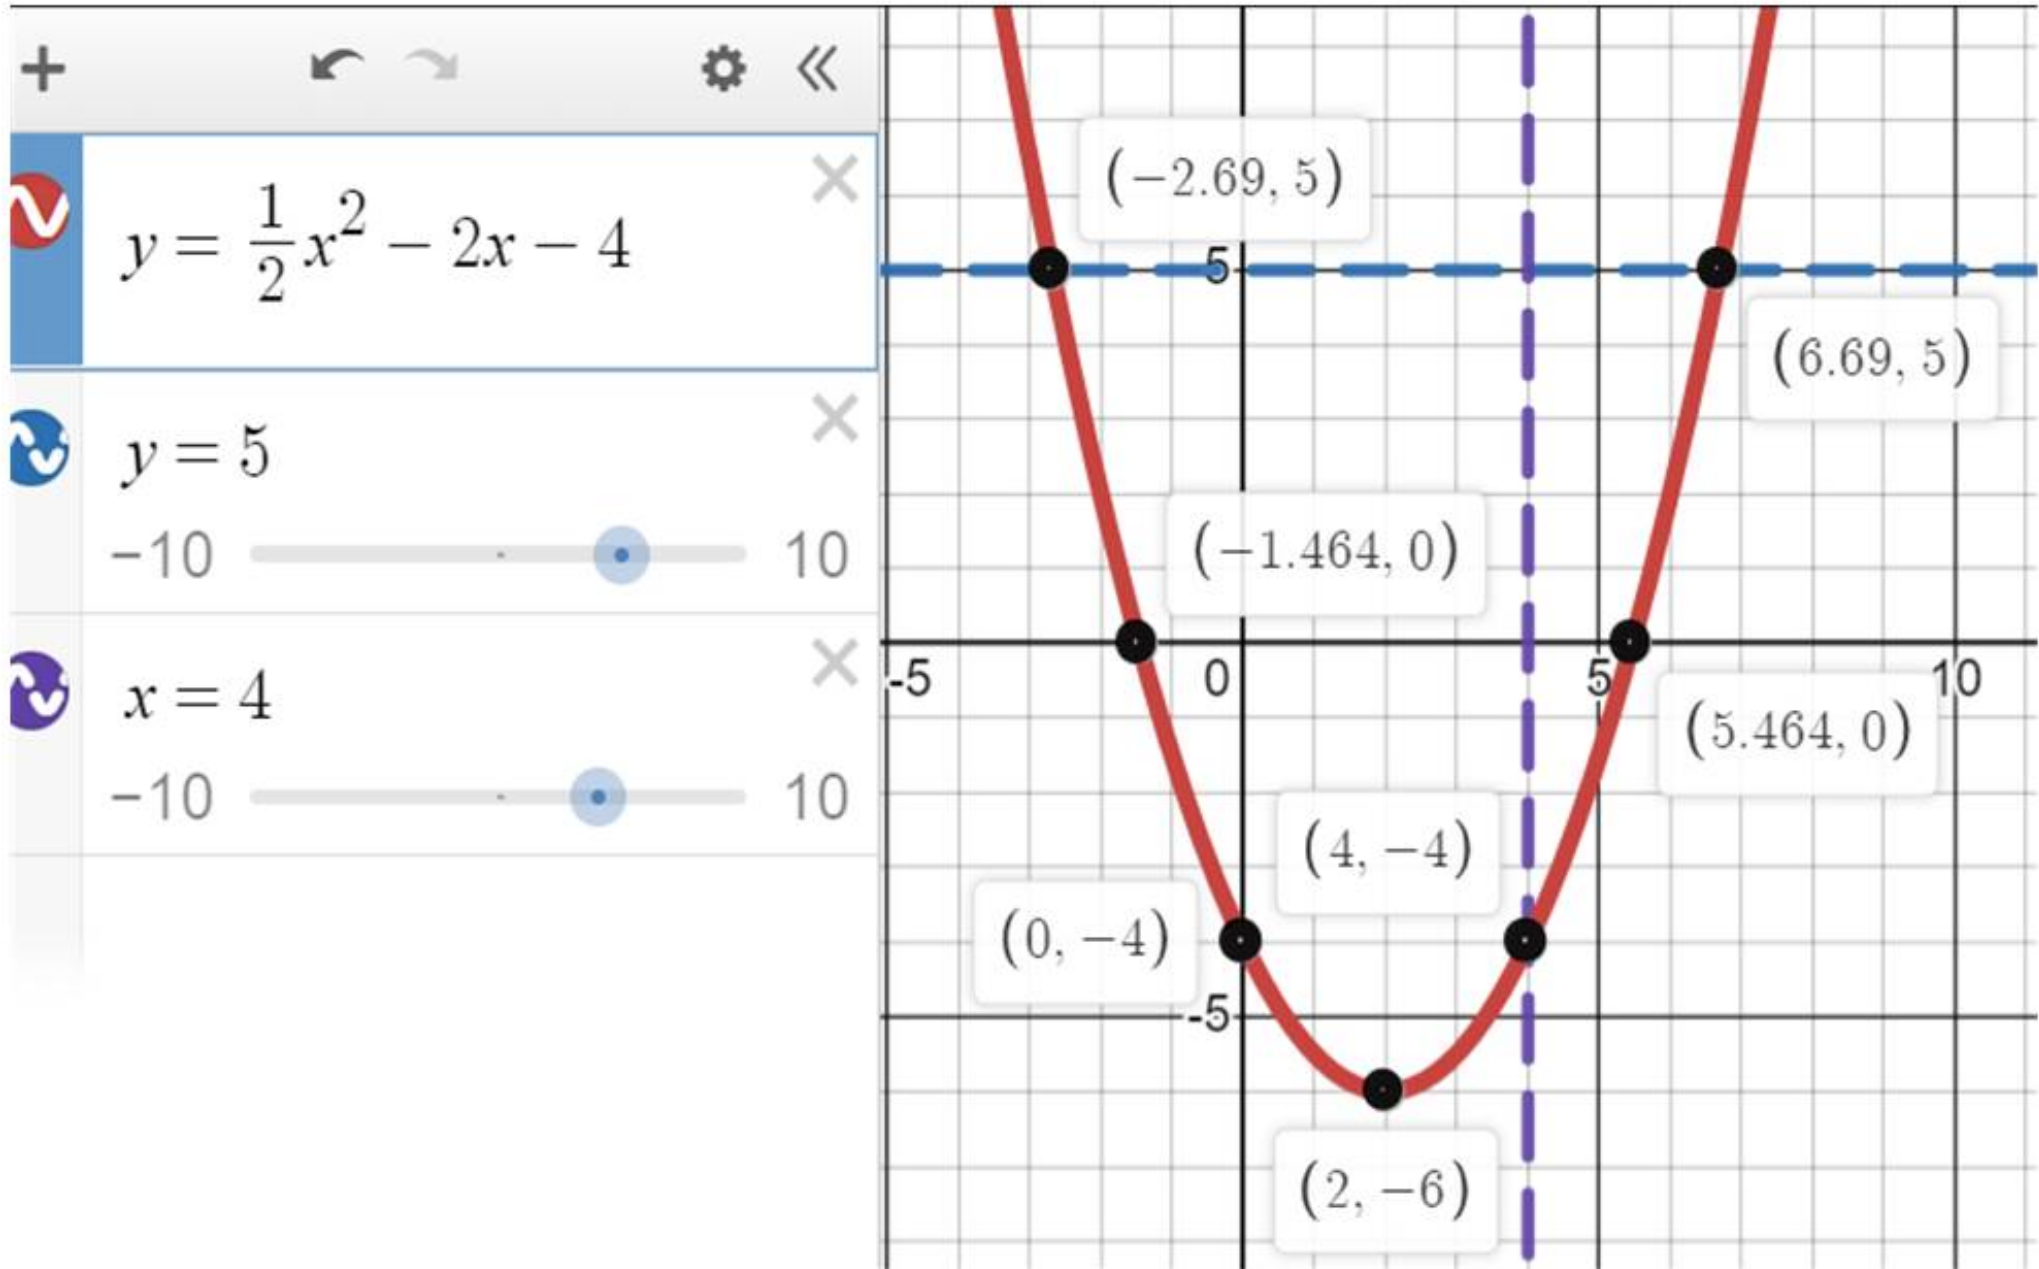 y = \frac{1}{2}x^2 − 2x − 4
y = 5
−10 10
x = 4
−10 10
(−2.69, 5)
5
(6.69, 5)
(−1.464, 0)
-5 0 5 10
(5.464, 0)
(4, −4)
(0, −4)
-5
(2, −6)